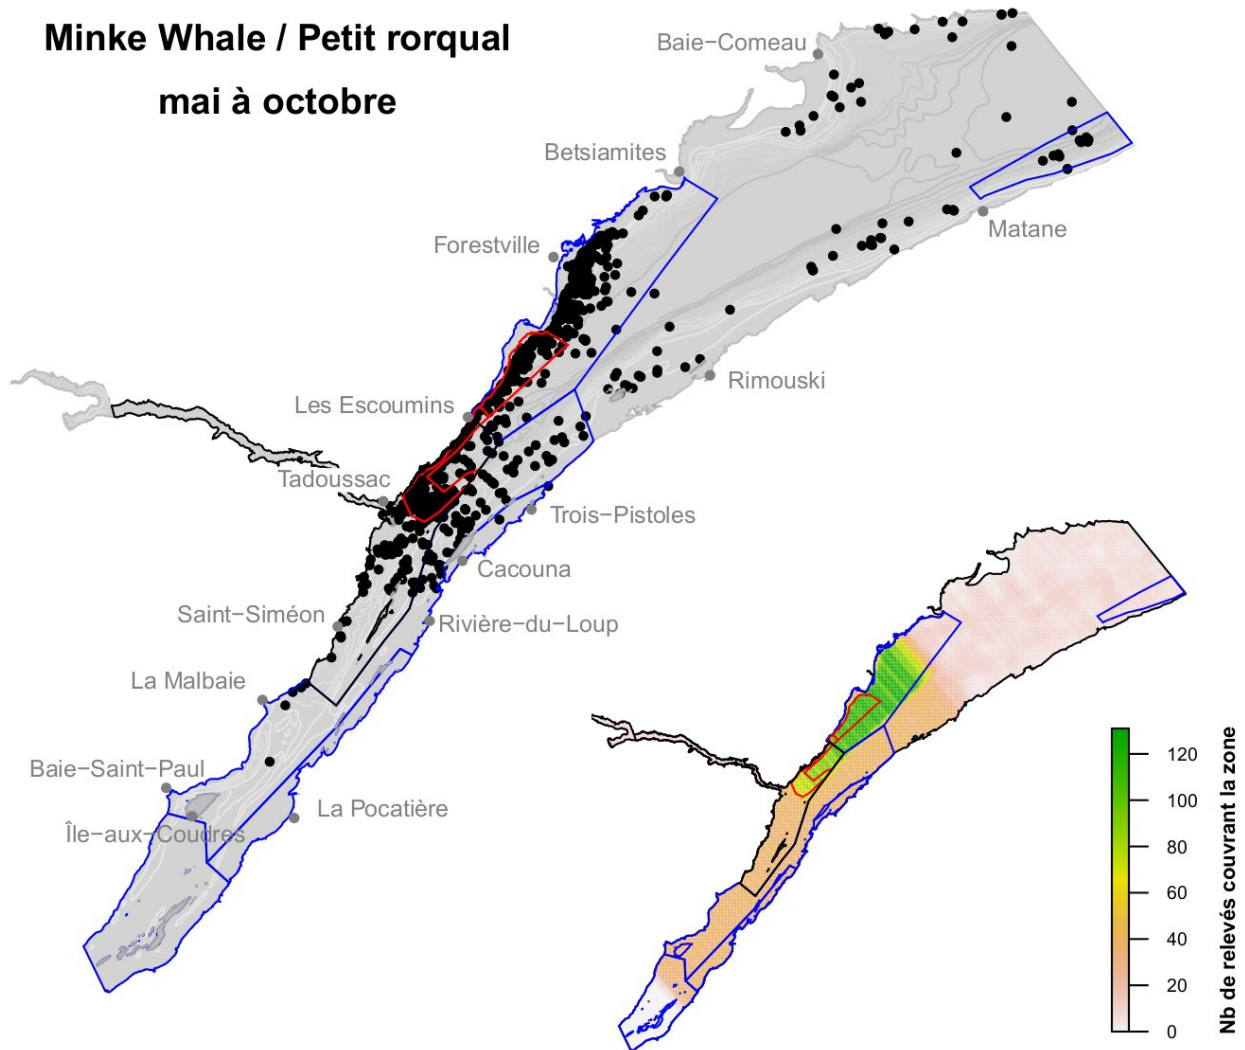 Minke Whale / Petit rorqual
mai à octobre
Baie−Comeau
Betsiamites
Forestville
Matane
Rimouski
Les Escoumins
Tadoussac
Trois−Pistoles
Cacouna
Saint−Siméon
Rivière−du−Loup
La Malbaie
Baie−Saint−Paul
La Pocatière
Île−aux−Coudres
120
100
80
60
40
20
0
Nb de relevés couvrant la zone